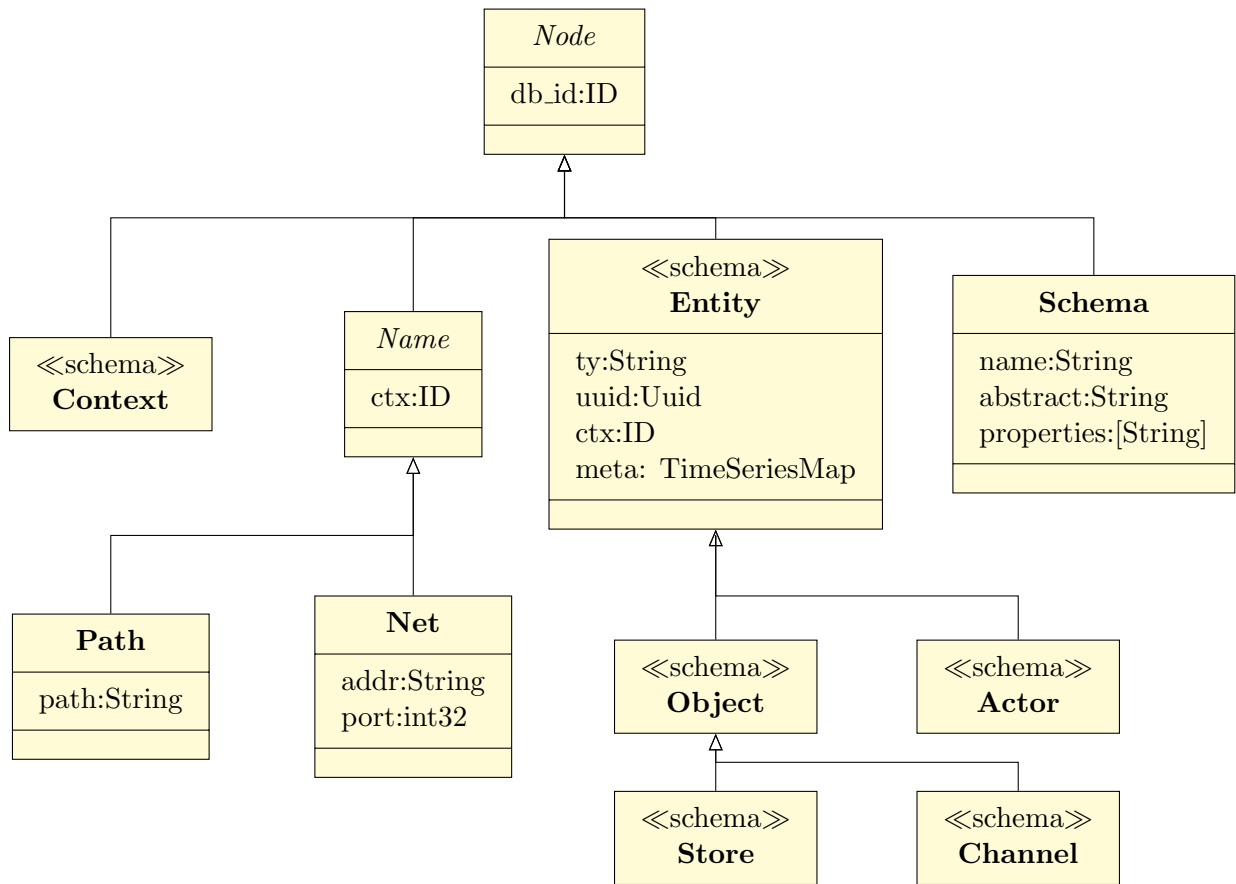 Node
db_id:ID
≪schema≫
Context
Name
ctx:ID
≪schema≫
Entity
ty:String
uuid:Uuid
ctx:ID
meta: TimeSeriesMap
Schema
name:String
abstract:String
properties:[String]
Path
path:String
Net
addr:String
port:int32
≪schema≫
Object
≪schema≫
Actor
≪schema≫
Store
≪schema≫
Channel